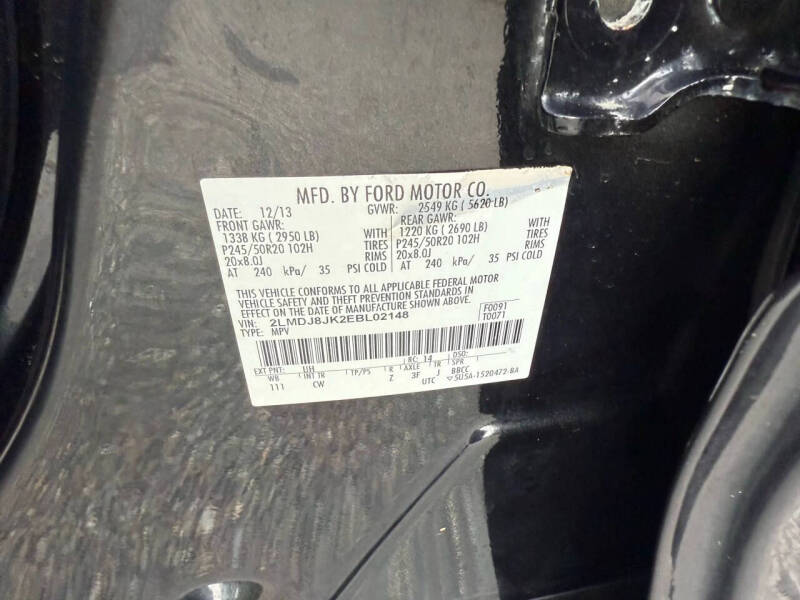 MFD. BY FORD MOTOR CO.
DATE: 12/13 GVWR: 2549 KG ( 5620 LB)
FRONT GAWR: REAR GAWR:
1338 KG ( 2950 LB) WITH 1220 KG ( 2690 LB) WITH
P245/50R20 102H TIRES P245/50R20 102H TIRES
20x8.0J RIMS 20x8.0J RIMS
AT 240 kPa/ 35 PSI COLD AT 240 kPa/ 35 PSI COLD
THIS VEHICLE CONFORMS TO ALL APPLICABLE FEDERAL MOTOR
VEHICLE SAFETY AND THEFT PREVENTION STANDARDS IN
EFFECT ON THE DATE OF MANUFACTURE SHOWN ABOVE.
VIN: 2LMDJ8JK2EBL02148 F0091
TYPE: MPV T0071
EXT PNT: UH RC: 14 DSO:
WB INT TR TP/PS R AXLE TR SPR
111 CW Z 3F J BBCC
UTC ▽5U5A-1520472-BA